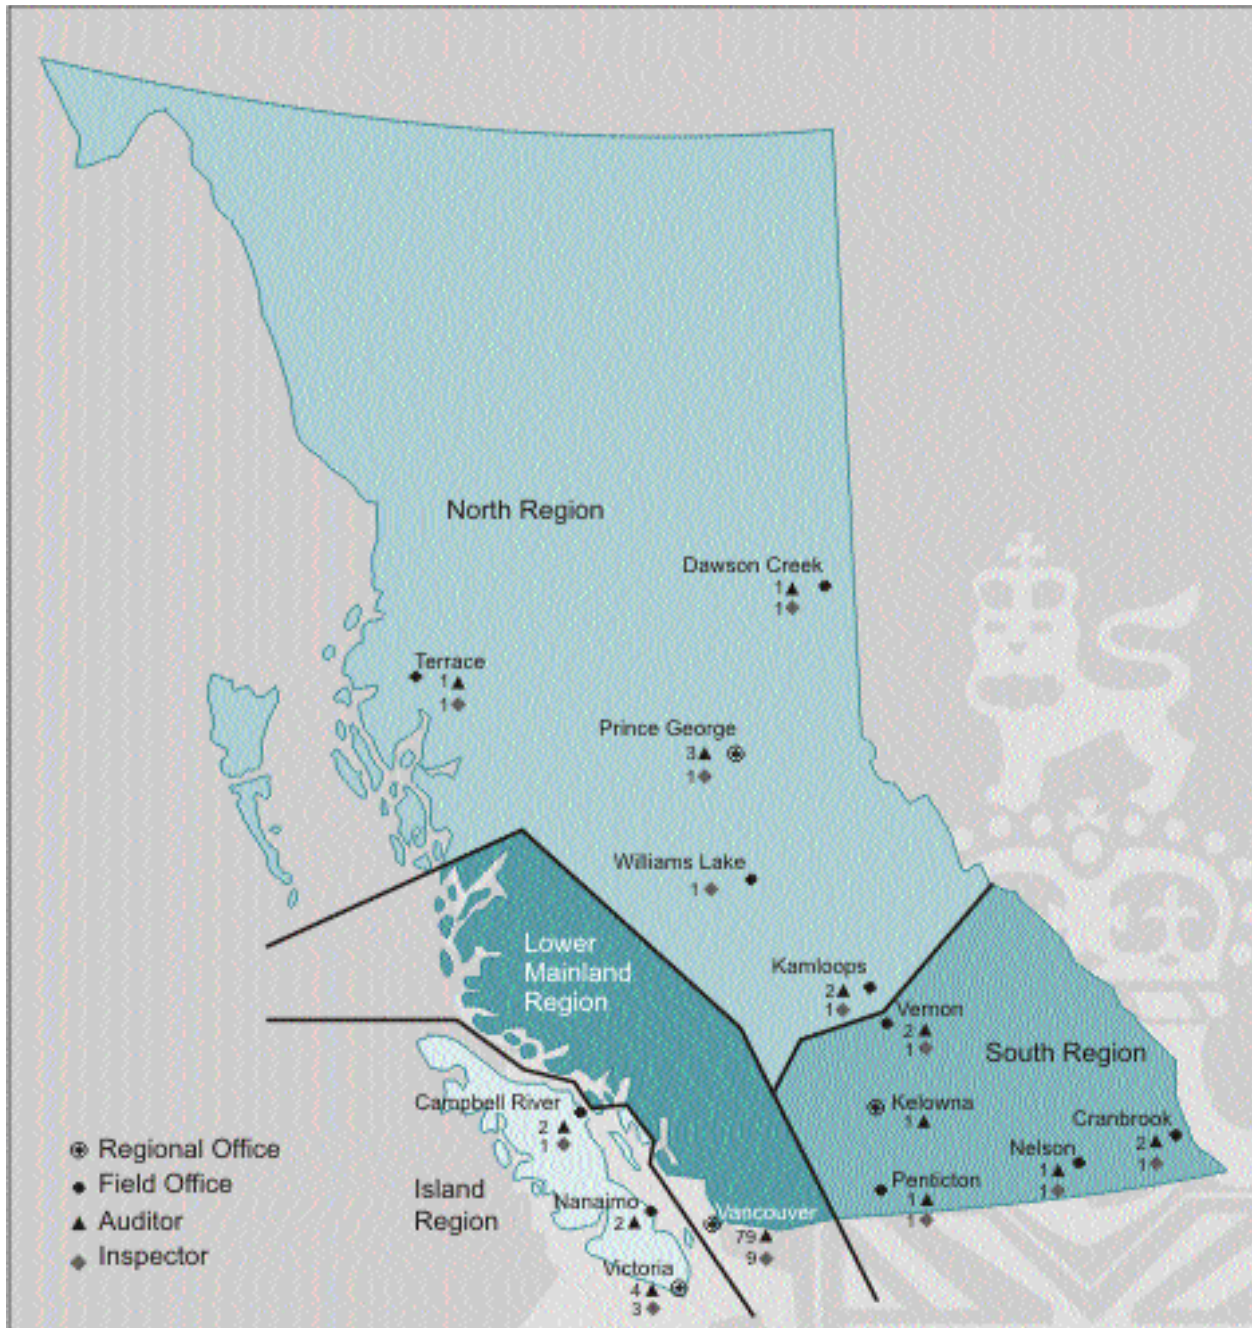 North Region
Dawson Creek
1
1
Terrace
1
1
Prince George
3
1
Williams Lake
1
Lower
Mainland
Region
Kamloops
2
1
Vernon
2
1
South Region
Kelowna
1
Cranbrook
2
1
Nelson
1
1
Penticton
1
1
Campbell River
2
1
Island
Region
Nanaimo
2
Vancouver
79
9
Victoria
4
3
Regional Office
Field Office
Auditor
Inspector